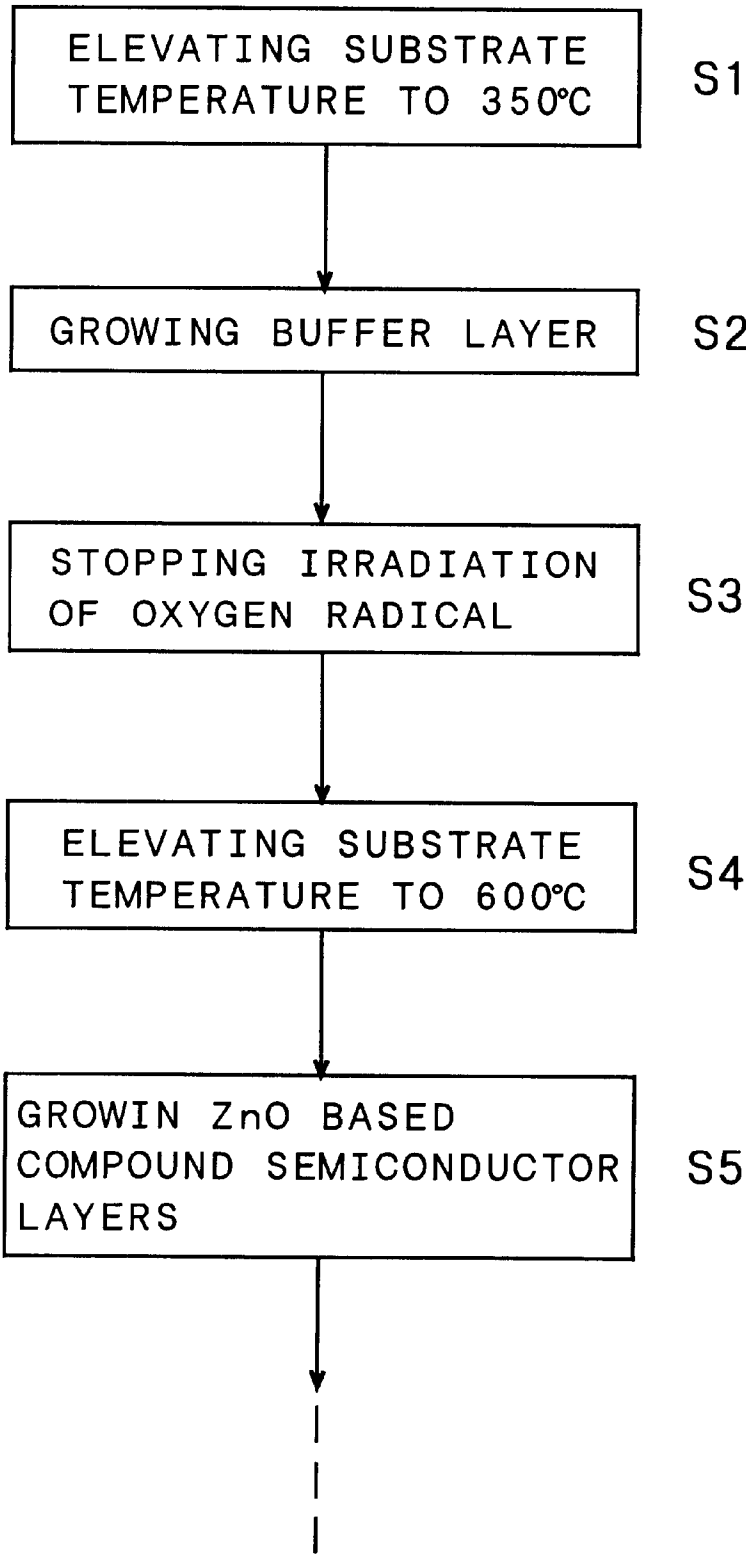 ELEVATING SUBSTRATE
TEMPERATURE TO 350°C
S1
GROWING BUFFER LAYER
S2
STOPPING IRRADIATION
OF OXYGEN RADICAL
S3
ELEVATING SUBSTRATE
TEMPERATURE TO 600°C
S4
GROWIN ZnO BASED
COMPOUND SEMICONDUCTOR
LAYERS
S5